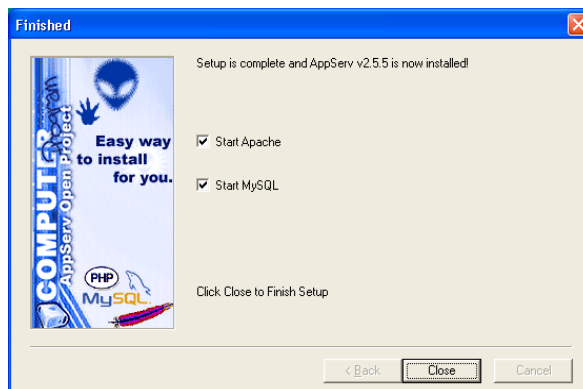 Finished
Setup is complete and AppServ v2.5.5 is now installed!
COMPUTER
Program
AppServ Open Project
Easy way
to install
for you.
PHP
MySQL
Start Apache
Start MySQL
Click Close to Finish Setup
< Back
Close
Cancel